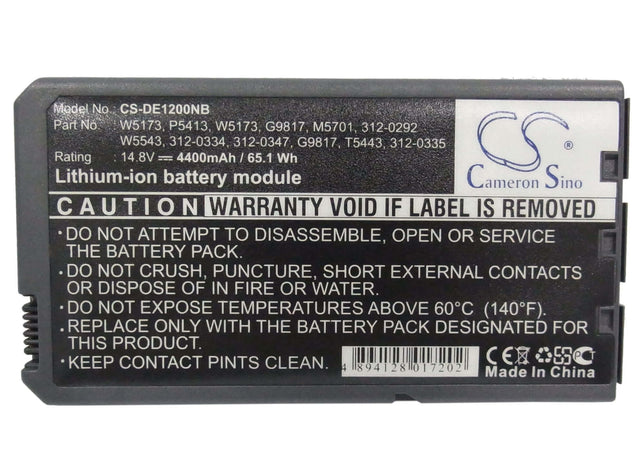 Model No.: CS-DE1200NB
Part No.: W5173, P5413, W5173, G9817, M5701, 312-0292
W5543, 312-0334, 312-0347, G9817, T5443, 312-0335
Rating : 14.8V⎓ 4400mAh / 65.1 Wh
Lithium-ion battery module
CS
®
Cameron Sino
CAUTION WARRANTY VOID IF LABEL IS REMOVED.
•DO NOT ATTEMPT TO DISASSEMBLE, OPEN OR SERVICE
THE BATTERY PACK.
•DO NOT CRUSH, PUNCTURE, SHORT EXTERNAL CONTACTS
OR DISPOSE OF IN FIRE OR WATER.
•DO NOT EXPOSE TEMPERATURES ABOVE 60°C (140°F).
•REPLACE ONLY WITH THE BATTERY PACK DESIGNATED FOR
THIS PRODUCT.
•KEEP CONTACT PINTS CLEAN.
4 894128 017202
CE
Made In China